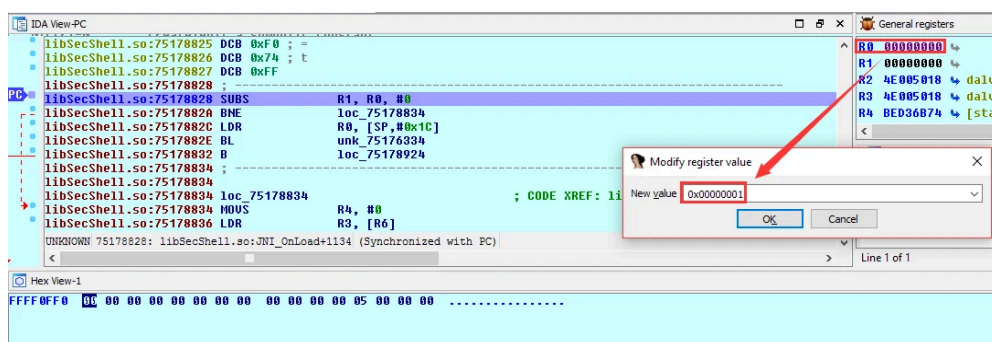 IDA View-PC
libSecShell.so:75178825 DCB 0xF0 ; =
libSecShell.so:75178826 DCB 0x74 ; t
libSecShell.so:75178827 DCB 0xFF
libSecShell.so:75178828 ;
PC
libSecShell.so:75178828 SUBS R1, R0, #0
libSecShell.so:7517882A BNE loc_75178834
libSecShell.so:7517882C LDR R0, [SP,#0x1C]
libSecShell.so:7517882E BL unk_75176334
libSecShell.so:75178832 B loc_75178924
libSecShell.so:75178834 ;
libSecShell.so:75178834
libSecShell.so:75178834 loc_75178834 ; CODE XREF: li
libSecShell.so:75178834 MOVS R4, #0
libSecShell.so:75178836 LDR R3, [R6]
UNKNOWN 75178828: libSecShell.so:JNI_OnLoad+1134 (Synchronized with PC)
General registers
R0 00000000
R1 00000000
R2 4E005018 dalv
R3 4E005018 dalv
R4 BED36B74 [sta
Modify register value
New value 0x00000001
OK Cancel
Line 1 of 1
Hex View-1
FFFF0FF0 00 00 00 00 00 00 00 00 00 00 00 00 05 00 00 00 ................